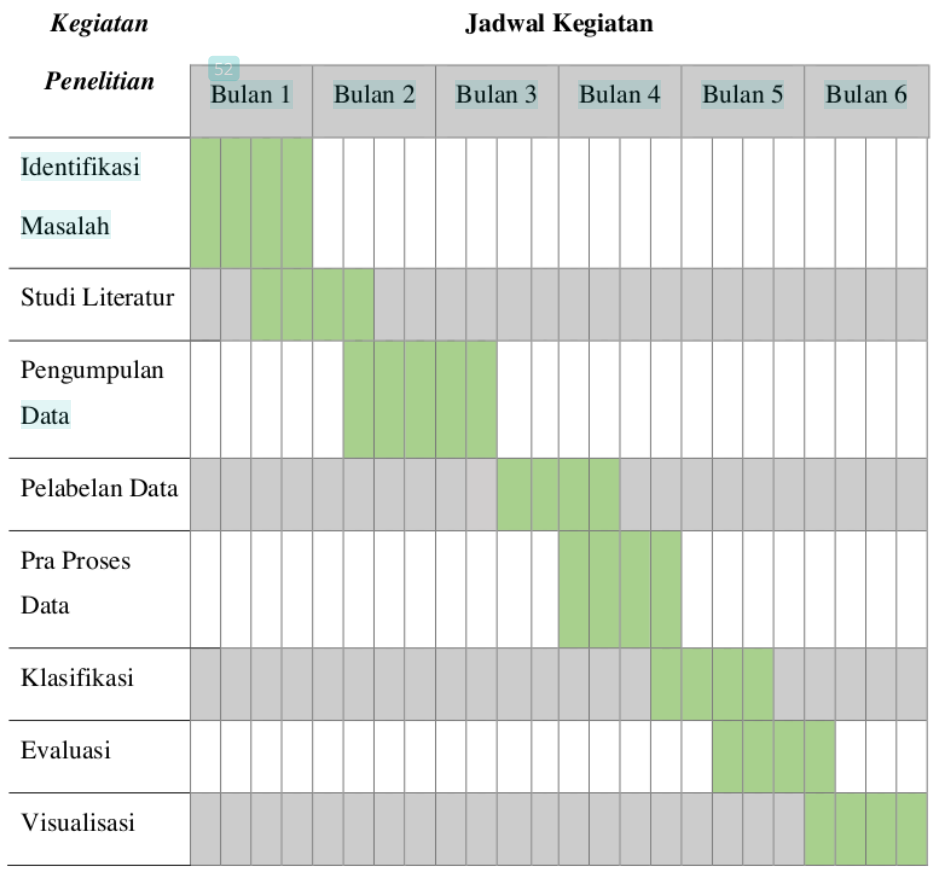 Kegiatan
Penelitian
Jadwal Kegiatan
52
Bulan 1 Bulan 2 Bulan 3 Bulan 4 Bulan 5 Bulan 6
Identifikasi
Masalah
Studi Literatur
Pengumpulan
Data
Pelabelan Data
Pra Proses
Data
Klasifikasi
Evaluasi
Visualisasi